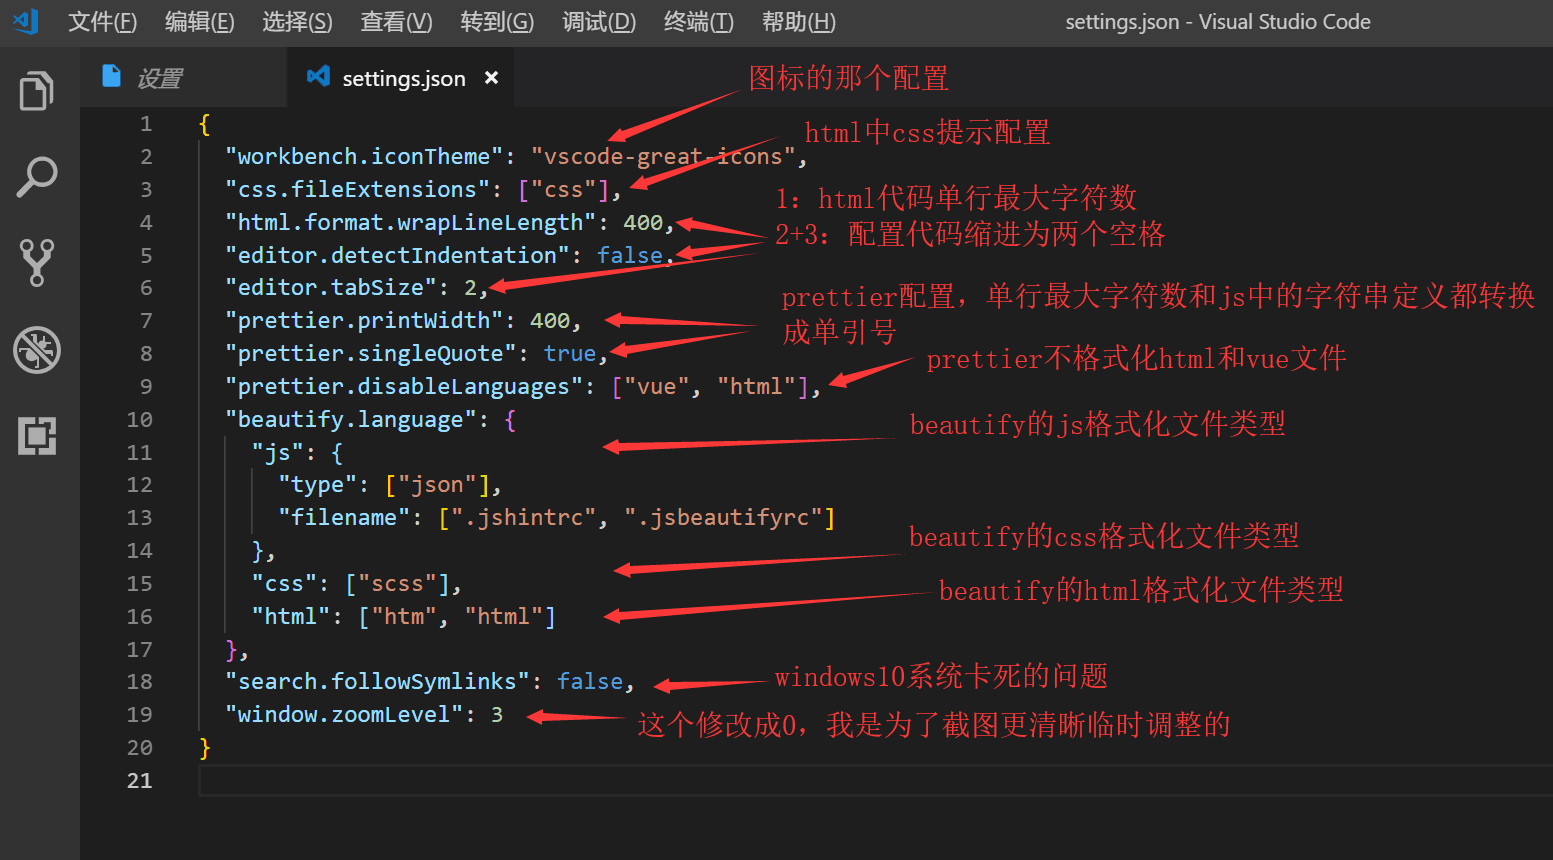 文件(F) 编辑(E) 选择(S) 查看(V) 转到(G) 调试(D) 终端(T) 帮助(H) settings.json - Visual Studio Code
设置 settings.json ×
图标的那个配置
1 {
html中css提示配置
2 "workbench.iconTheme": "vscode-great-icons",
3 "css.fileExtensions": ["css"],
1：html代码单行最大字符数
4 "html.format.wrapLineLength": 400,
2+3：配置代码缩进为两个空格
5 "editor.detectIndentation": false,
6 "editor.tabSize": 2,
prettier配置，单行最大字符数和js中的字符串定义都转换
7 "prettier.printWidth": 400,
成单引号
8 "prettier.singleQuote": true,
prettier不格式化html和vue文件
9 "prettier.disableLanguages": ["vue", "html"],
10 "beautify.language": {
beautify的js格式化文件类型
11 "js": {
12 "type": ["json"],
13 "filename": [".jshintrc", ".jsbeautifyrc"]
beautify的css格式化文件类型
14 },
15 "css": ["scss"],
beautify的html格式化文件类型
16 "html": ["htm", "html"]
17 },
18 "search.followSymlinks": false,
windows10系统卡死的问题
19 "window.zoomLevel": 3
这个修改成0，我是为了截图更清晰临时调整的
20 }
21